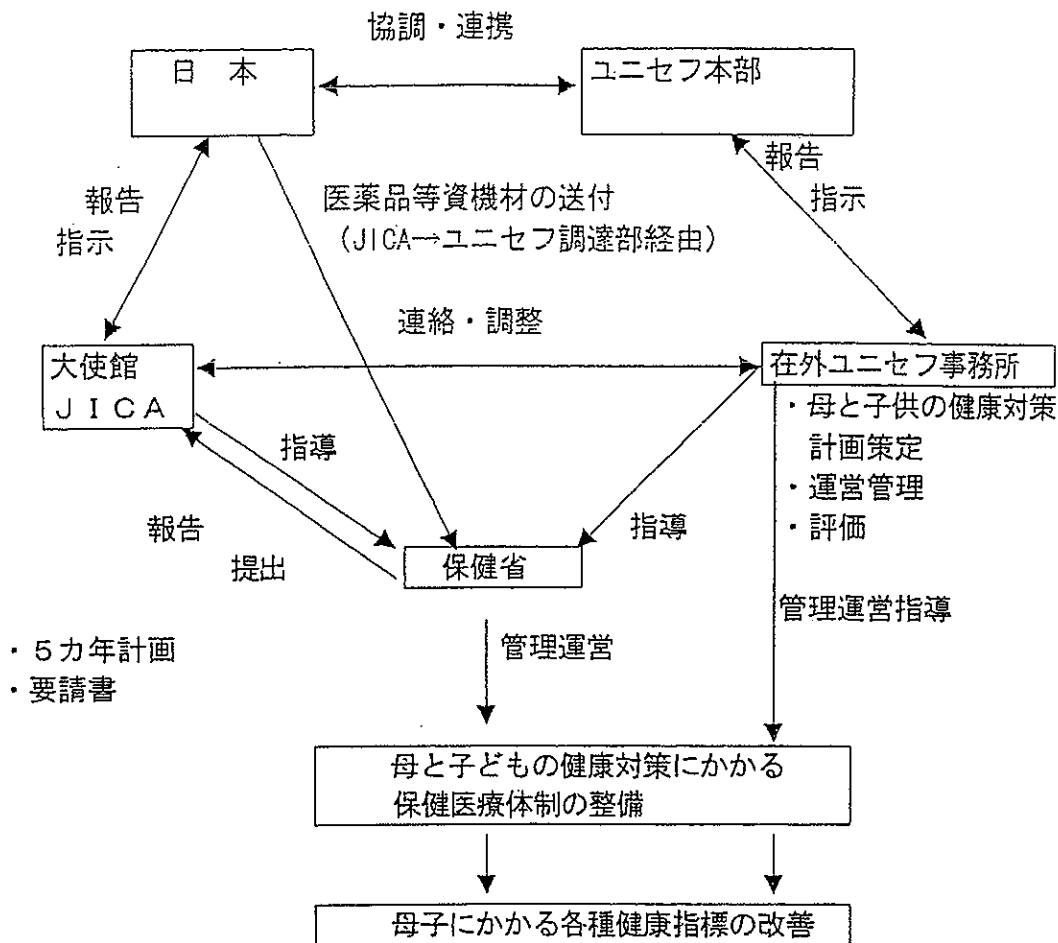 協調・連携
日 本
ユニセフ本部
報告
指示
医薬品等資機材の送付
(JICA→ユニセフ調達部経由)
報告
指示
連絡・調整
大使館
JICA
在外ユニセフ事務所
・母と子供の健康対策
計画策定
・運営管理
・評価
指導
報告
提出
指導
保健省
・5カ年計画
・要請書
管理運営
管理運営指導
母と子どもの健康対策にかかる
保健医療体制の整備
母子にかかる各種健康指標の改善